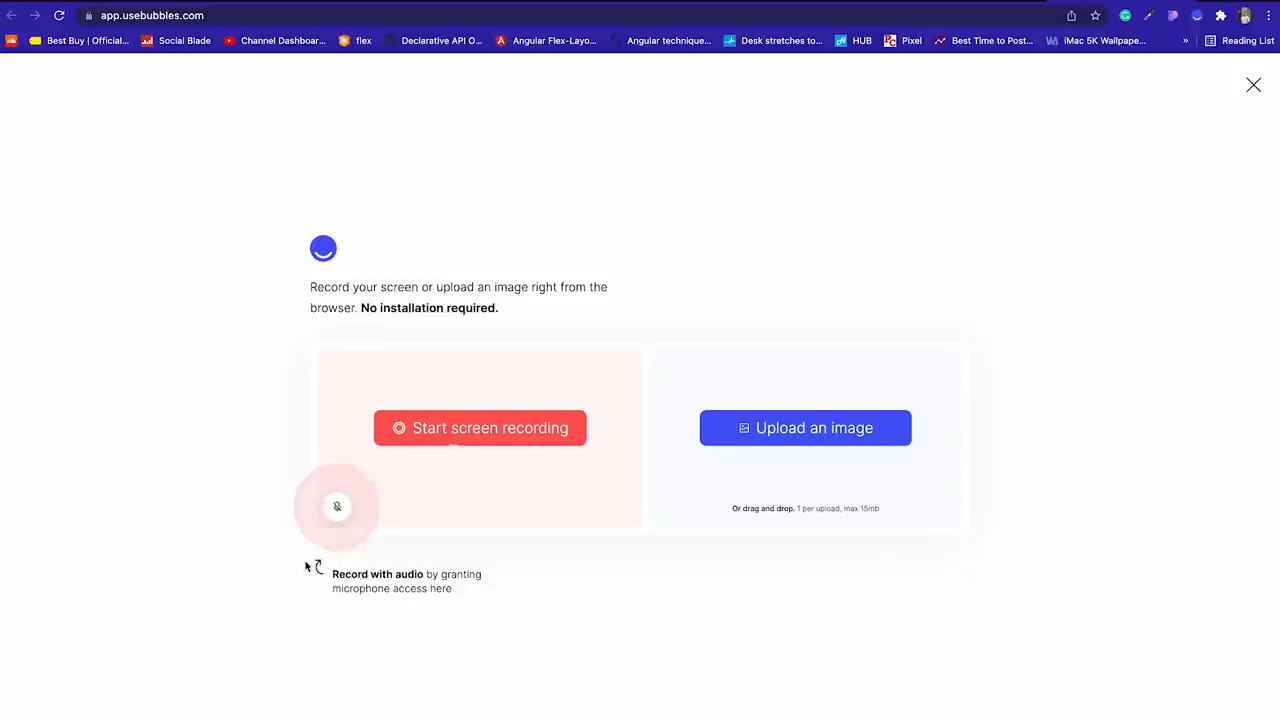 app.usebubbles.com
Best Buy | Official...
Social Blade
Channel Dashboar...
flex
Declarative API O...
Angular Flex-Layo...
Angular technique...
Desk stretches to...
HUB
Pixel
Best Time to Post...
iMac 5K Wallpape...
»
Reading List
Record your screen or upload an image right from the
browser. No installation required.
Start screen recording
Upload an image
Or drag and drop. 1 per upload, max 15mb
Record with audio by granting
microphone access here